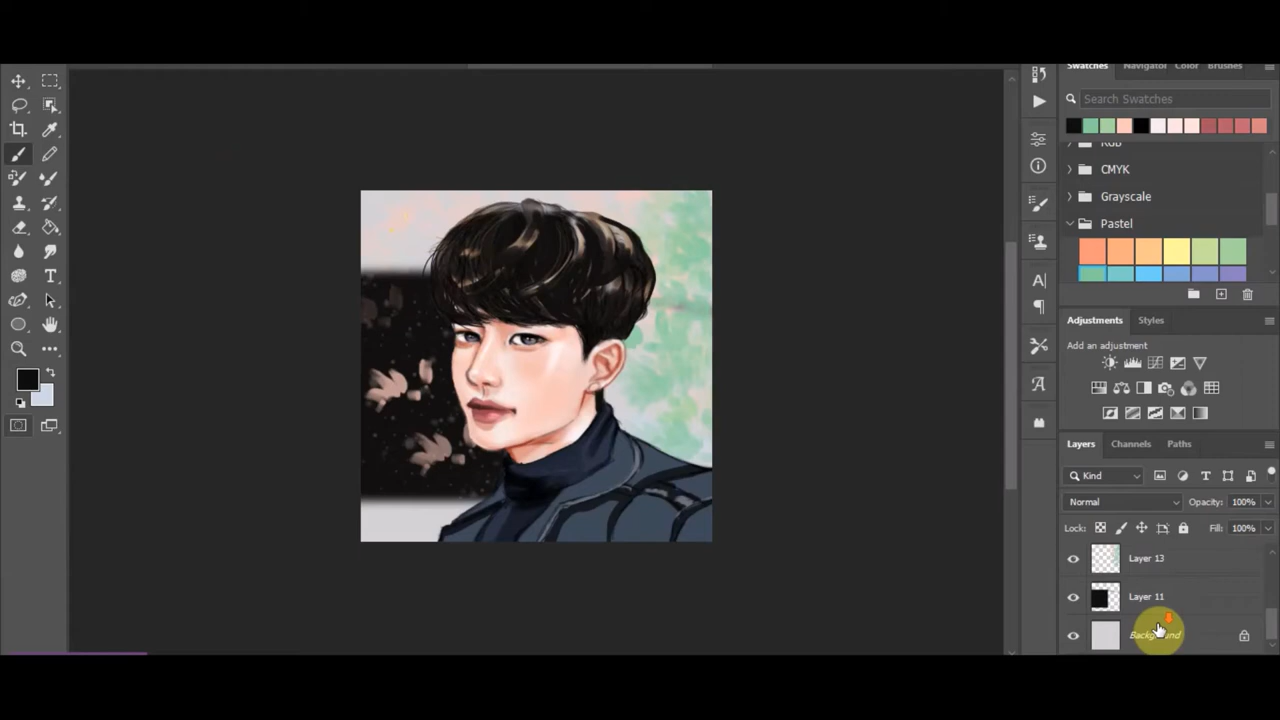 Swatches Navigator Color Brushes
Search Swatches
RGB
CMYK
Grayscale
Pastel
Adjustments Styles
Add an adjustment
Layers Channels Paths
Kind
Normal Opacity: 100%
Lock: Fill: 100%
Layer 13
Layer 11
Background